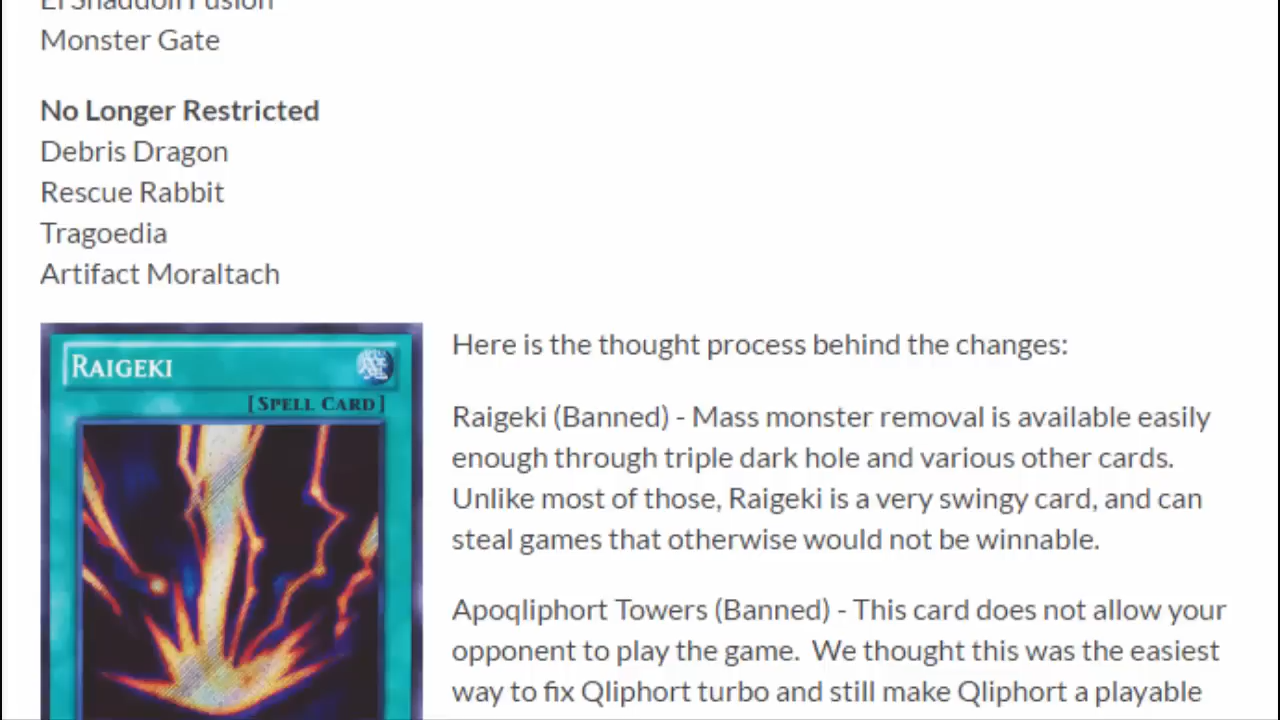 El Shaddoll Fusion
Monster Gate
No Longer Restricted
Debris Dragon
Rescue Rabbit
Tragoedia
Artifact Moraltach
RAIGEKI
[SPELL CARD]
Here is the thought process behind the changes:
Raigeki (Banned) - Mass monster removal is available easily
enough through triple dark hole and various other cards.
Unlike most of those, Raigeki is a very swingy card, and can
steal games that otherwise would not be winnable.
Apoqliphort Towers (Banned) - This card does not allow your
opponent to play the game.  We thought this was the easiest
way to fix Qliphort turbo and still make Qliphort a playable